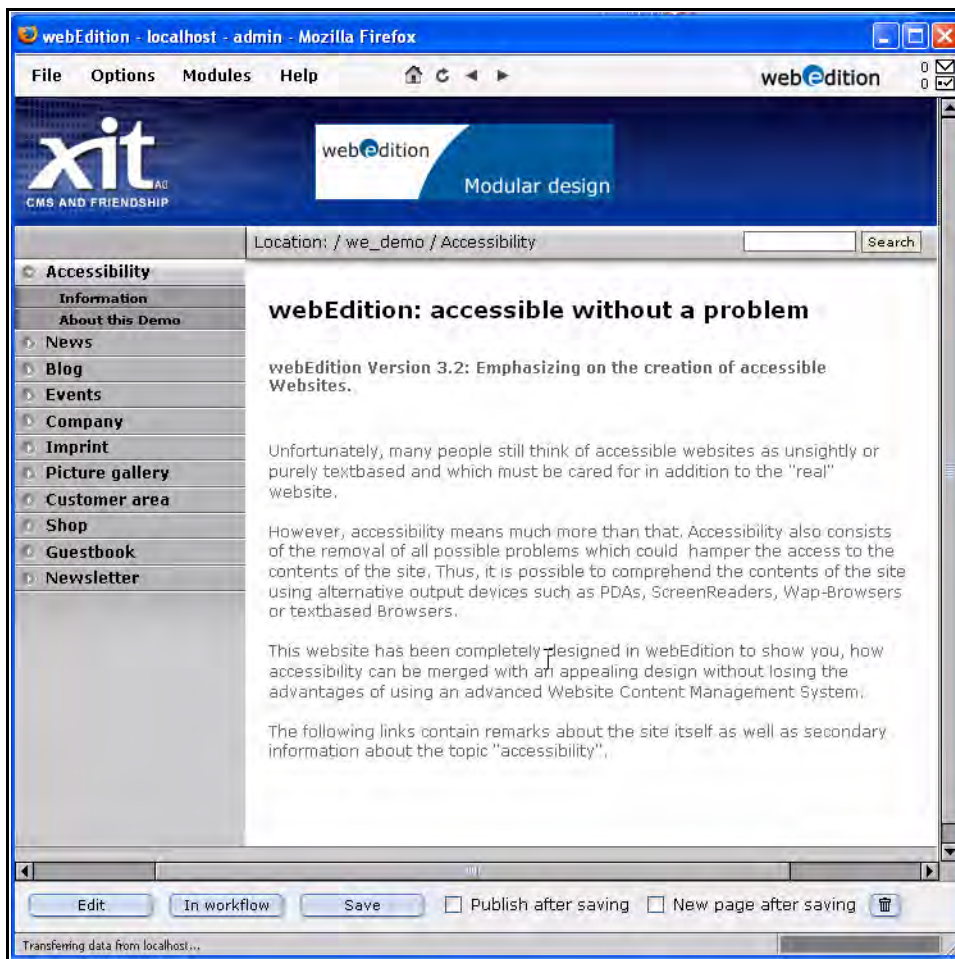 webEdition - localhost - admin - Mozilla Firefox
File Options Modules Help
webedition
0
0
xit AG
CMS AND FRIENDSHIP
webedition
Modular design
Location: / we_demo / Accessibility
Search
Accessibility
Information
About this Demo
News
Blog
Events
Company
Imprint
Picture gallery
Customer area
Shop
Guestbook
Newsletter
webEdition: accessible without a problem
webEdition Version 3.2: Emphasizing on the creation of accessible
Websites.
Unfortunately, many people still think of accessible websites as unsightly or
purely textbased and which must be cared for in addition to the "real"
website.
However, accessibility means much more than that. Accessibility also consists
of the removal of all possible problems which could hamper the access to the
contents of the site. Thus, it is possible to comprehend the contents of the site
using alternative output devices such as PDAs, ScreenReaders, Wap-Browsers
or textbased Browsers.
This website has been completely designed in webEdition to show you, how
accessibility can be merged with an appealing design without losing the
advantages of using an advanced Website Content Management System.
The following links contain remarks about the site itself as well as secondary
information about the topic "accessibility".
Edit In workflow Save Publish after saving New page after saving
Transferring data from localhost...